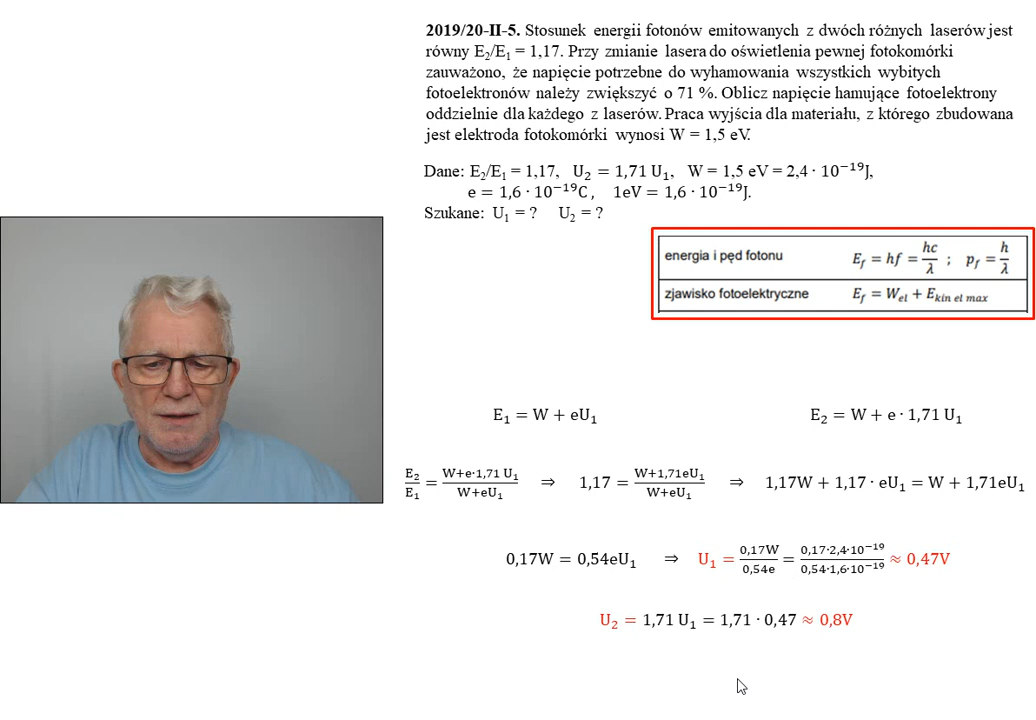 2019/20-II-5. Stosunek energii fotonów emitowanych z dwóch różnych laserów jest
równy E₂/E₁ = 1,17. Przy zmianie lasera do oświetlenia pewnej fotokomórki
zauważono, że napięcie potrzebne do wyhamowania wszystkich wybitych
fotoelektronów należy zwiększyć o 71 %. Oblicz napięcie hamujące fotoelektrony
oddzielnie dla każdego z laserów. Praca wyjścia dla materiału, z którego zbudowana
jest elektroda fotokomórki wynosi W = 1,5 eV.
Dane: E₂/E₁ = 1,17, U₂ = 1,71 U₁, W = 1,5 eV = 2,4 · 10⁻¹⁹J,
e = 1,6 · 10⁻¹⁹C, 1eV = 1,6 · 10⁻¹⁹J.
Szukane: U₁ = ? U₂ = ?
energia i pęd fotonu E_f = hf = hc/λ ; p_f = h/λ
zjawisko fotoelektryczne E_f = W_el + E_kin el max
E₁ = W + eU₁ E₂ = W + e · 1,71 U₁
E₂/E₁ = (W+e·1,71 U₁)/(W+eU₁) ⇒ 1,17 = (W+1,71eU₁)/(W+eU₁) ⇒ 1,17W + 1,17 · eU₁ = W + 1,71eU₁
0,17W = 0,54eU₁ ⇒ U₁ = 0,17W/0,54e = (0,17·2,4·10⁻¹⁹)/(0,54·1,6·10⁻¹⁹) ≈ 0,47V
U₂ = 1,71 U₁ = 1,71 · 0,47 ≈ 0,8V